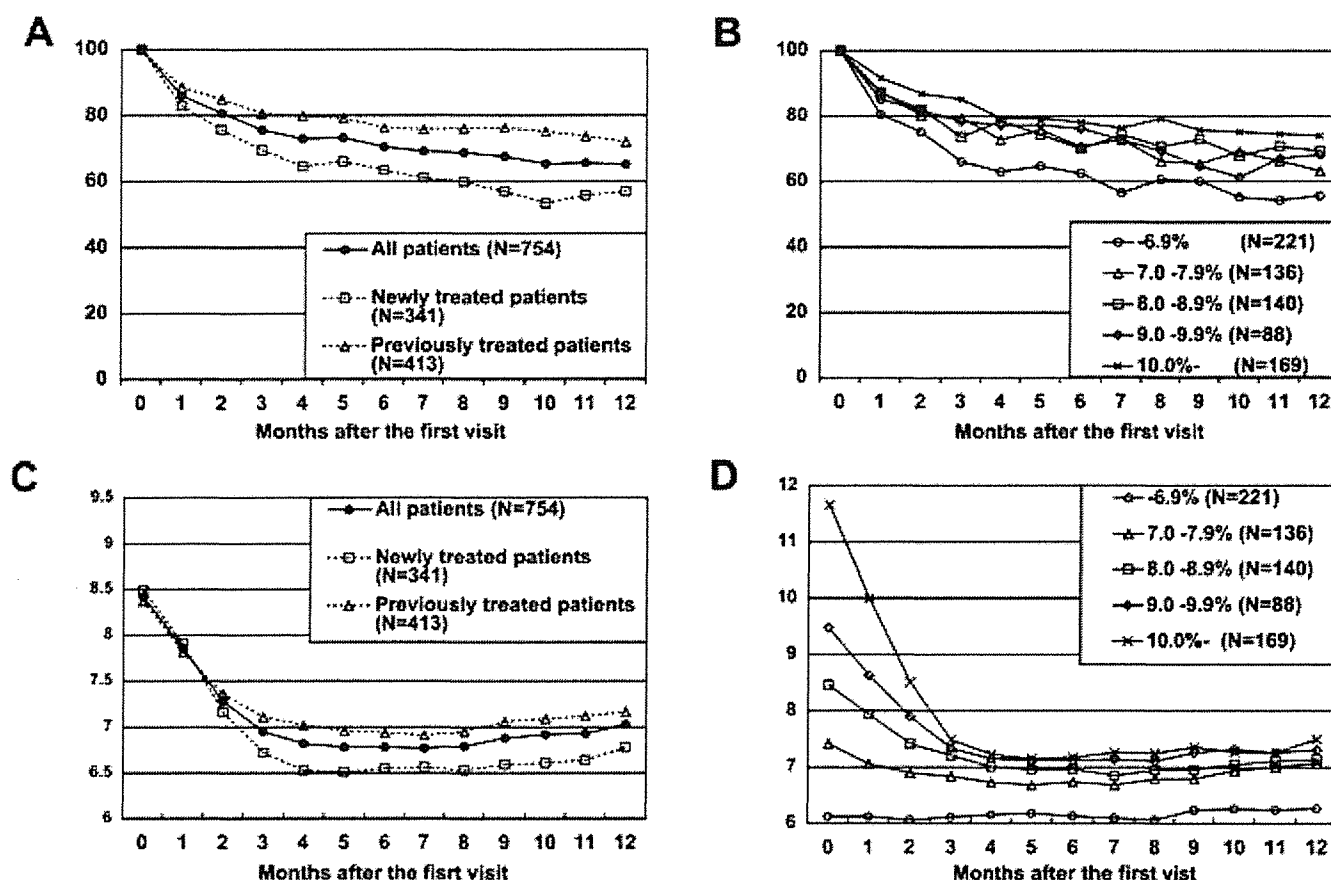 A
100
80
60
40
20
0
All patients (N=754)
Newly treated patients
(N=341)
Previously treated patients
(N=413)
0 1 2 3 4 5 6 7 8 9 10 11 12
Months after the first visit
B
100
80
60
40
20
0
-6.9% (N=221)
7.0 -7.9% (N=136)
8.0 -8.9% (N=140)
9.0 -9.9% (N=88)
10.0%- (N=169)
0 1 2 3 4 5 6 7 8 9 10 11 12
Months after the first visit
C
9.5
9
8.5
8
7.5
7
6.5
6
All patients (N=754)
Newly treated patients
(N=341)
Previously treated patients
(N=413)
0 1 2 3 4 5 6 7 8 9 10 11 12
Months after the fisrt visit
D
12
11
10
9
8
7
6
-6.9% (N=221)
7.0 -7.9% (N=136)
8.0 -8.9% (N=140)
9.0 -9.9% (N=88)
10.0%- (N=169)
0 1 2 3 4 5 6 7 8 9 10 11 12
Months after the first vist